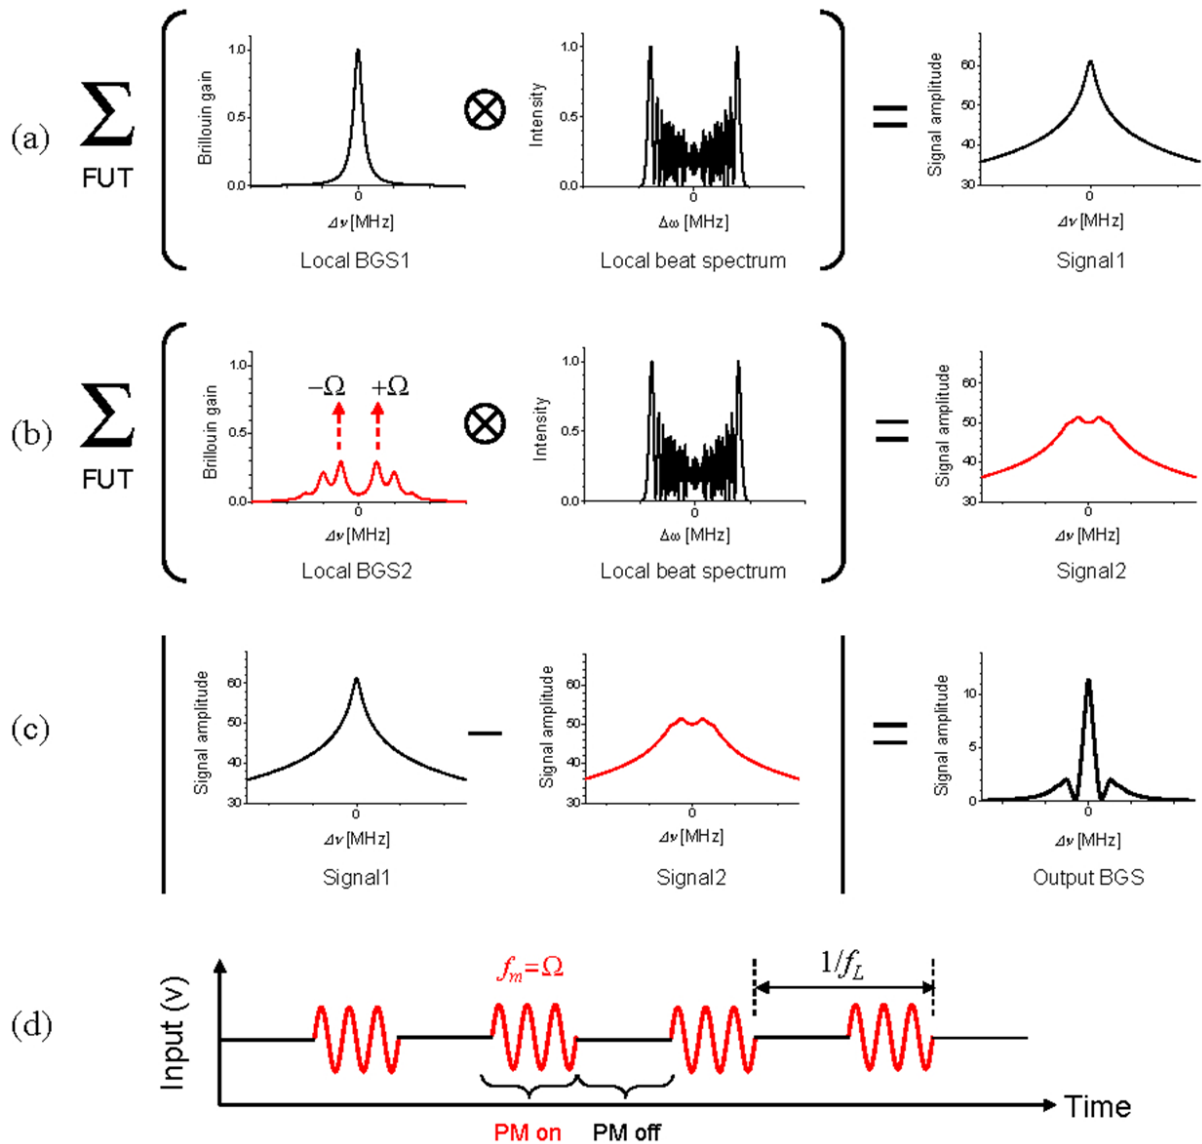 (a)
Σ
FUT
Brillouin gain
1.0
0.5
0.0
0
Δν [MHz]
Local BGS1
⊗
Intensity
1.0
0.5
0.0
0
Δω [MHz]
Local beat spectrum
=
Signal amplitude
60
50
40
30
0
Δν [MHz]
Signal1
(b)
Σ
FUT
Brillouin gain
1.0
0.5
0.0
−Ω +Ω
0
Δν [MHz]
Local BGS2
⊗
Intensity
1.0
0.5
0.0
0
Δω [MHz]
Local beat spectrum
=
Signal amplitude
60
50
40
30
0
Δν [MHz]
Signal2
(c)
Signal amplitude
60
50
40
30
0
Δν [MHz]
Signal1
−
Signal amplitude
60
50
40
30
0
Δν [MHz]
Signal2
=
Signal amplitude
10
5
0
0
Δν [MHz]
Output BGS
(d)
Input (v)
fm=Ω
1/fL
Time
PM on PM off